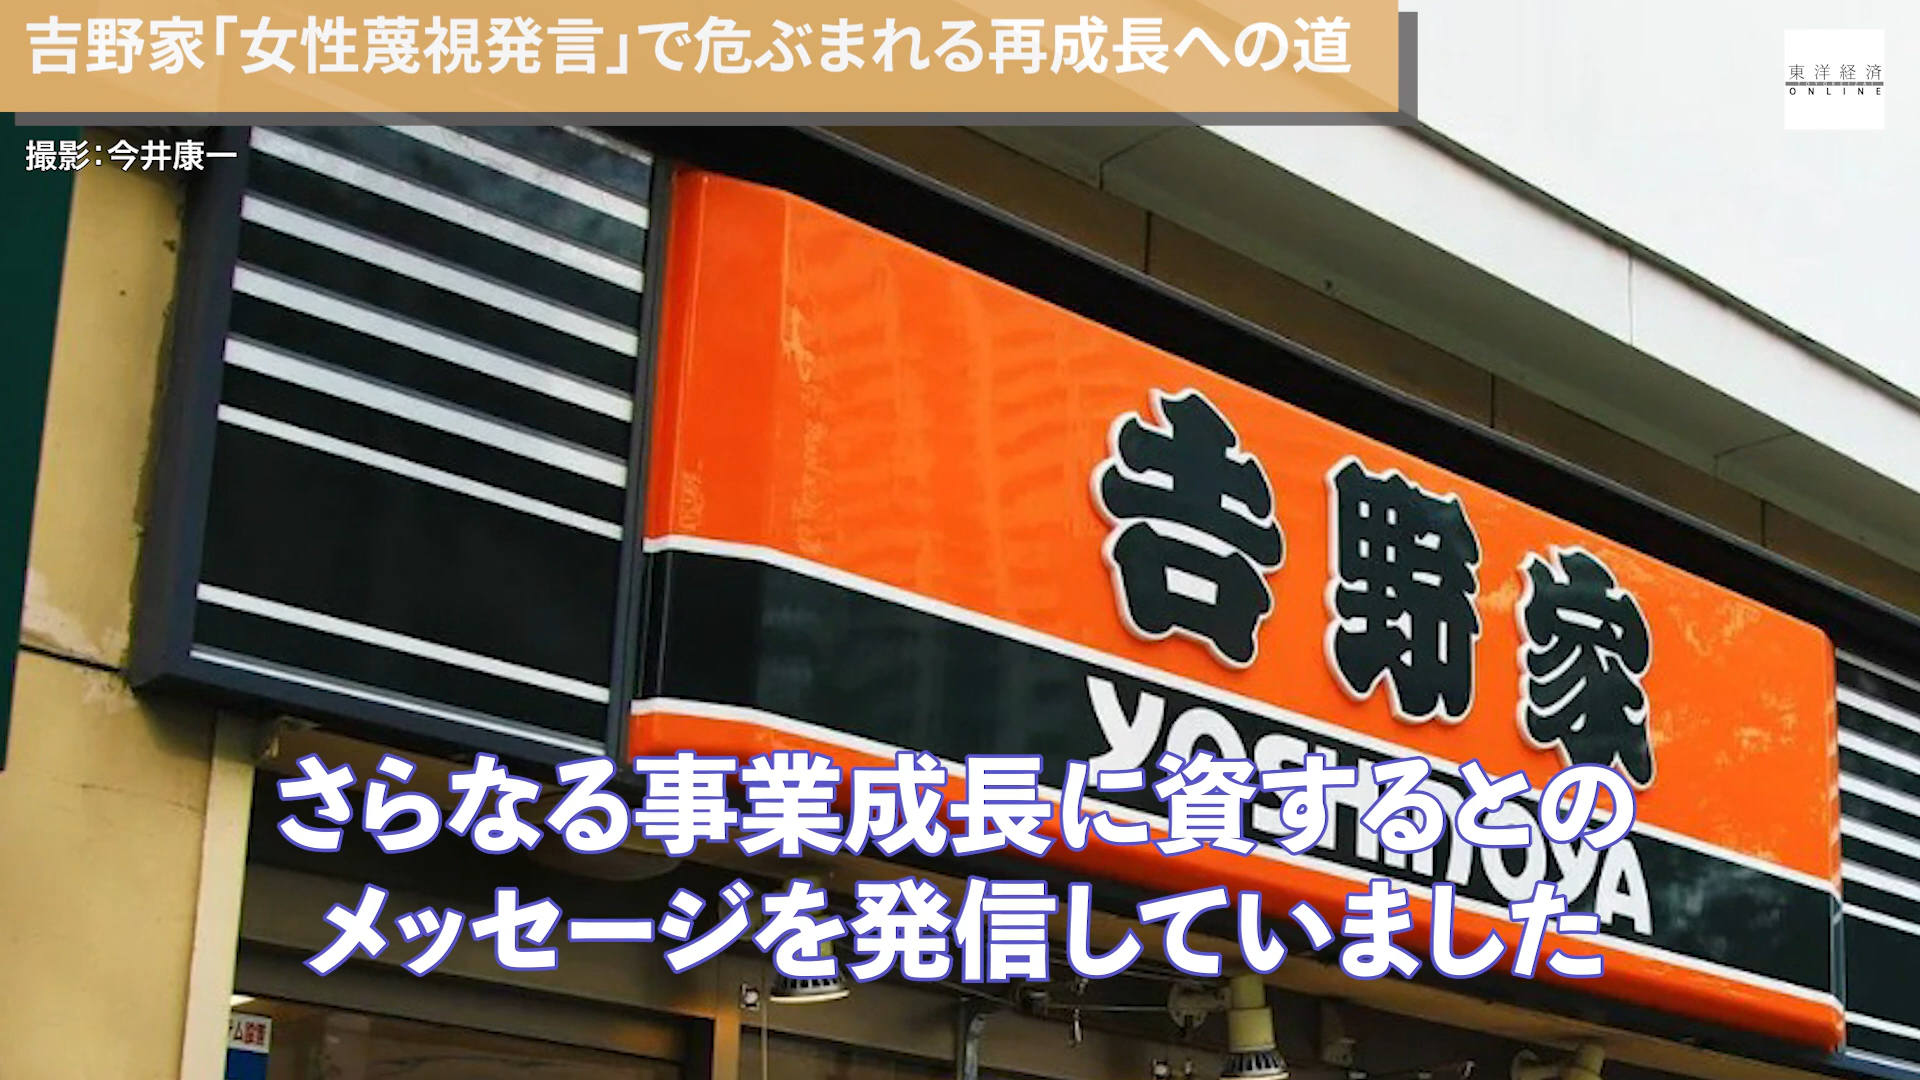 吉野家「女性蔑視発言」で危ぶまれる再成長への道
東洋経済
ONLINE
撮影：今井康一
吉野家
YOSHINOYA
さらなる事業成長に資するとの
メッセージを発信していました
ム設置